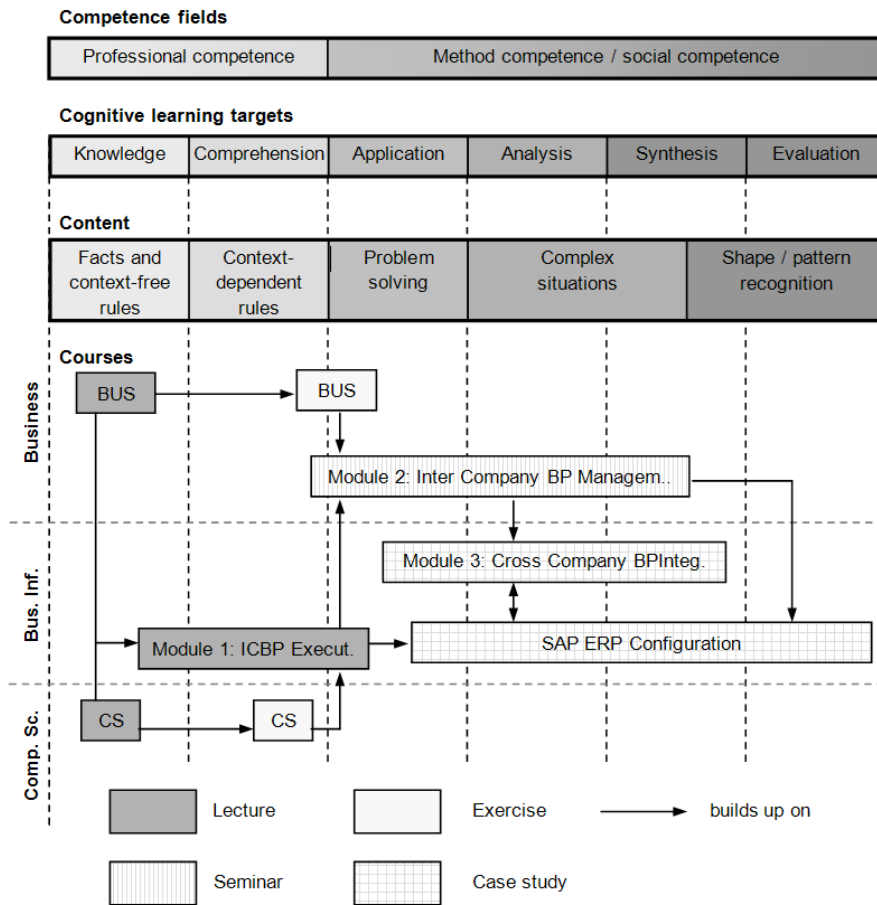 Competence fields
Professional competence
Method competence / social competence
Cognitive learning targets
Knowledge
Comprehension
Application
Analysis
Synthesis
Evaluation
Content
Facts and
context-free
rules
Context-
dependent
rules
Problem
solving
Complex
situations
Shape / pattern
recognition
Courses
Business
BUS
BUS
Module 2: Inter Company BP Managem..
Bus. Inf.
Module 3: Cross Company BPInteg.
Module 1: ICBP Execut.
SAP ERP Configuration
Comp. Sc.
CS
CS
Lecture
Exercise
builds up on
Seminar
Case study